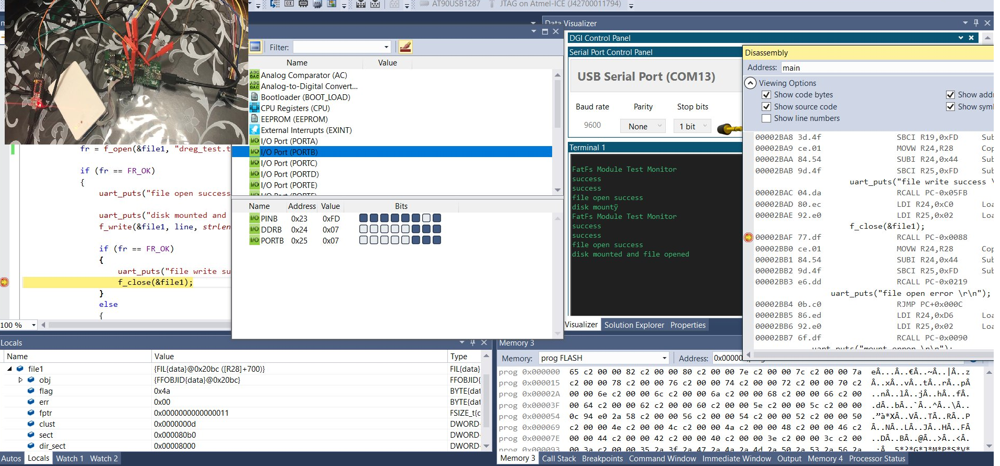 AT90USB1287 JTAG on Atmel-ICE (J42700011794)
fr = f_open(&file1, "dreg_test.t
if (fr == FR_OK)
{
uart_puts("file open success
uart_puts("disk mounted and
f_write(&file1, line, strlen
if (fr == FR_OK)
{
uart_puts("file write su
f_close(&file1);
}
else
{
100 %
Filter:
Name Value
Analog Comparator (AC)
Analog-to-Digital Convert...
Bootloader (BOOT_LOAD)
CPU Registers (CPU)
EEPROM (EEPROM)
External Interrupts (EXINT)
I/O Port (PORTA)
I/O Port (PORTB)
I/O Port (PORTC)
I/O Port (PORTD)
I/O Port (PORTE)
Name Address Value Bits
PINB 0x23 0xFD
DDRB 0x24 0x07
PORTB 0x25 0x07
Data Visualizer
DGI Control Panel
Serial Port Control Panel
USB Serial Port (COM13)
Baud rate Parity Stop bits
9600 None 1 bit
Terminal 1
FatFs Module Test Monitor
success
success
file open success
disk mountÿ
FatFs Module Test Monitor
success
success
file open success
disk mounted and file opened
Visualizer Solution Explorer Properties
Disassembly
Address: main
Viewing Options
Show code bytes Show addr
Show source code Show sym
Show line numbers
00002BA8 3d.4f SBCI R19,0xFD Sub
00002BA9 ce.01 MOVW R24,R28 Cop
00002BAA 84.54 SUBI R24,0x44 Sub
00002BAB 9d.4f SBCI R25,0xFD Sub
uart_puts("file write success \
00002BAC 04.da RCALL PC-0x05FB
00002BAD 80.ec LDI R24,0xC0 Loa
00002BAE 92.e0 LDI R25,0x02 Loa
f_close(&file1);
00002BAF 77.df RCALL PC-0x0088
00002BB0 ce.01 MOVW R24,R28 Cop
00002BB1 84.54 SUBI R24,0x44 Sub
00002BB2 9d.4f SBCI R25,0xFD Sub
00002BB3 e6.dd RCALL PC-0x0219
uart_puts("file open error \r\n");
00002BB4 0b.c0 RJMP PC+0x000C
00002BB5 86.ed LDI R24,0xD6 Loa
00002BB6 92.e0 LDI R25,0x02 Loa
00002BB7 6f.df RCALL PC-0x0090
uart_puts("mount error \r\n");
Locals
Name Value Type
file1 {FIL{data}@0x20bc ([R28]+700)} FIL{data}
obj {FFOBJID{data}@0x20bc} FFOBJID{
flag 0x4a BYTE{dat
err 0x00 BYTE{dat
fptr 0x0000000000000011 FSIZE_t{c
clust 0x0000000d DWORD
sect 0x000080b0 DWORD
dir_sect 0x00008000 DWORD
Autos Locals Watch 1 Watch 2
Memory 3
Memory: prog FLASH Address: 0x00000
prog 0x000000 65 c2 00 00 82 c2 00 00 80 c2 00 00 7e c2 00 00 7c c2 00 00 7a eÂ...Â..€Â..~Â..|Â..z
prog 0x000015 c2 00 00 78 c2 00 00 76 c2 00 00 74 c2 00 00 72 c2 00 00 70 c2 Â..xÂ..vÂ..tÂ..rÂ..pÂ
prog 0x00002A 00 00 6e c2 00 00 6c c2 00 00 6a c2 00 00 68 c2 00 00 66 c2 00 ..nÂ..lÂ..jÂ..hÂ..fÂ.
prog 0x00003F 00 64 c2 00 00 62 c2 00 00 60 c2 00 00 5e c2 00 00 5c c2 00 00 .dÂ..bÂ..`Â..^Â..\Â..
prog 0x000054 0c 94 e0 2a 58 c2 00 00 56 c2 00 00 54 c2 00 00 52 c2 00 00 50 .”à*XÂ..VÂ..TÂ..RÂ..P
prog 0x000069 c2 00 00 4e c2 00 00 4c c2 00 00 4a c2 00 00 48 c2 00 00 46 c2 Â..NÂ..LÂ..JÂ..HÂ..FÂ
prog 0x00007E 00 00 44 c2 00 00 42 c2 00 00 40 c2 00 00 3e c2 00 00 3c c2 00 ..DÂ..BÂ..@Â..>Â..<Â.
prog 0x000093 00 3a c2 00 00 35 2a 3f 2a 47 2a 4a 2a 4d 2a 50 2a 53 2a 56 2a .:Â..5*?*G*J*M*P*S*V*
Memory 3 Call Stack Breakpoints Command Window Immediate Window Output Memory 4 Processor Status